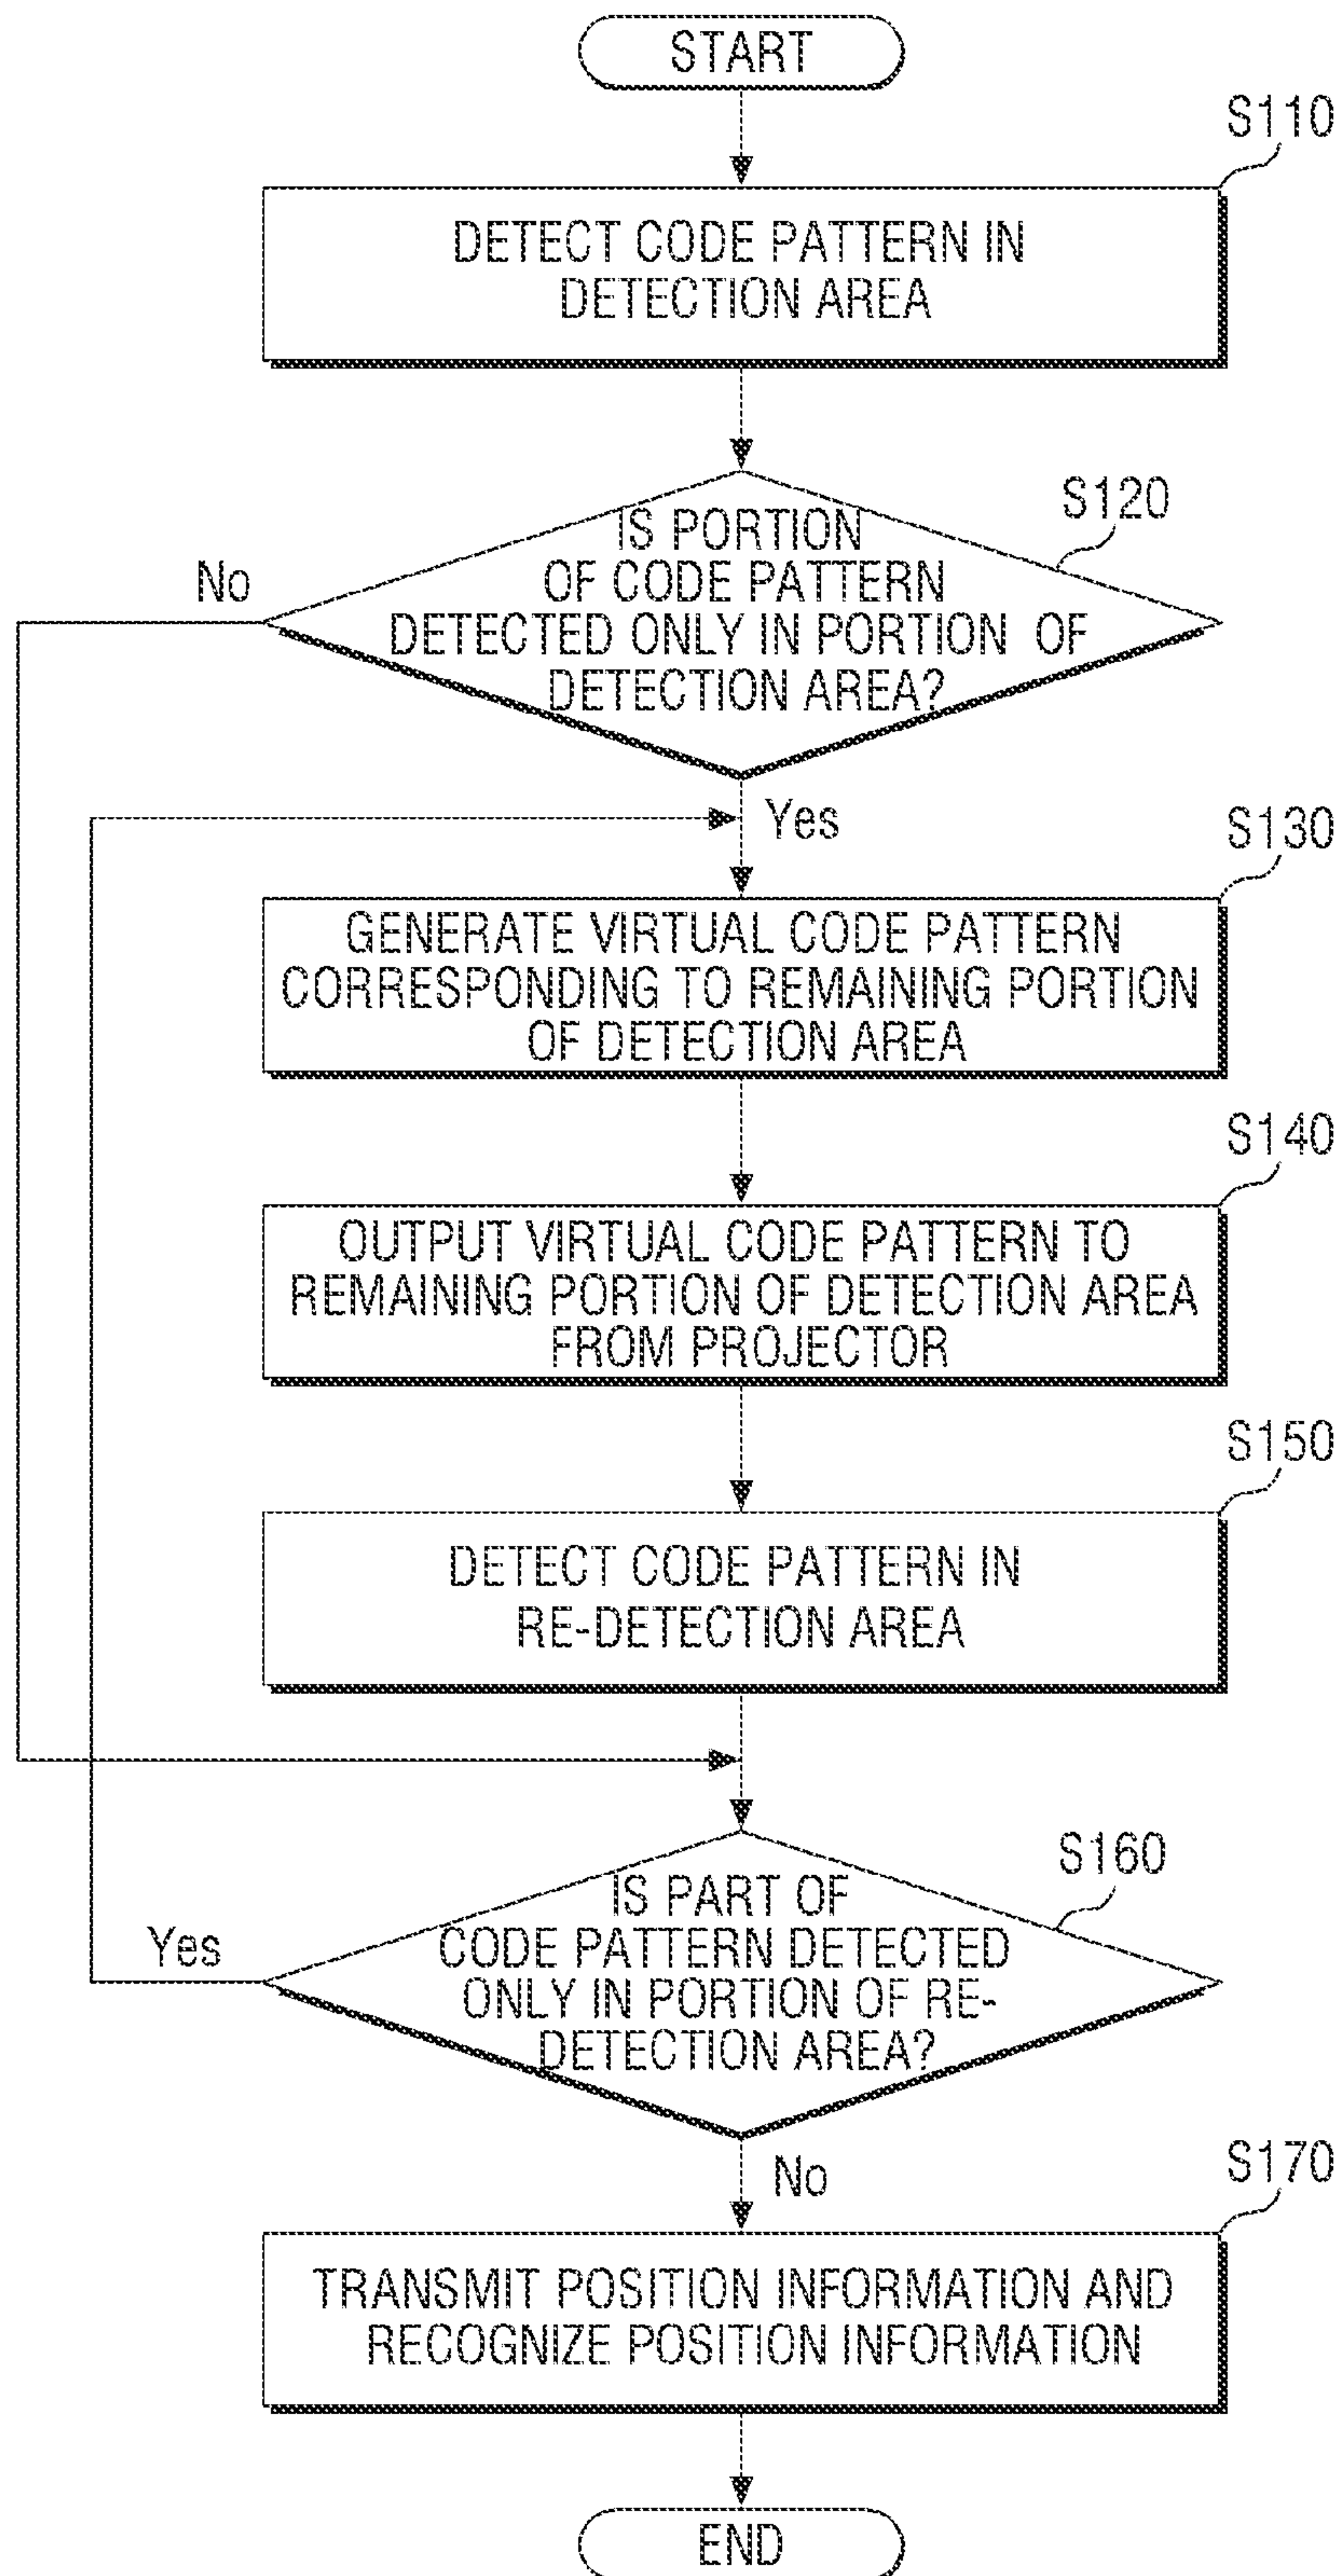 START
S110
DETECT CODE PATTERN IN
DETECTION AREA
S120
IS PORTION
OF CODE PATTERN
DETECTED ONLY IN PORTION OF
DETECTION AREA?
No
Yes
S130
GENERATE VIRTUAL CODE PATTERN
CORRESPONDING TO REMAINING PORTION
OF DETECTION AREA
S140
OUTPUT VIRTUAL CODE PATTERN TO
REMAINING PORTION OF DETECTION AREA
FROM PROJECTOR
S150
DETECT CODE PATTERN IN
RE-DETECTION AREA
S160
IS PART OF
CODE PATTERN DETECTED
ONLY IN PORTION OF RE-
DETECTION AREA?
Yes
No
S170
TRANSMIT POSITION INFORMATION AND
RECOGNIZE POSITION INFORMATION
END